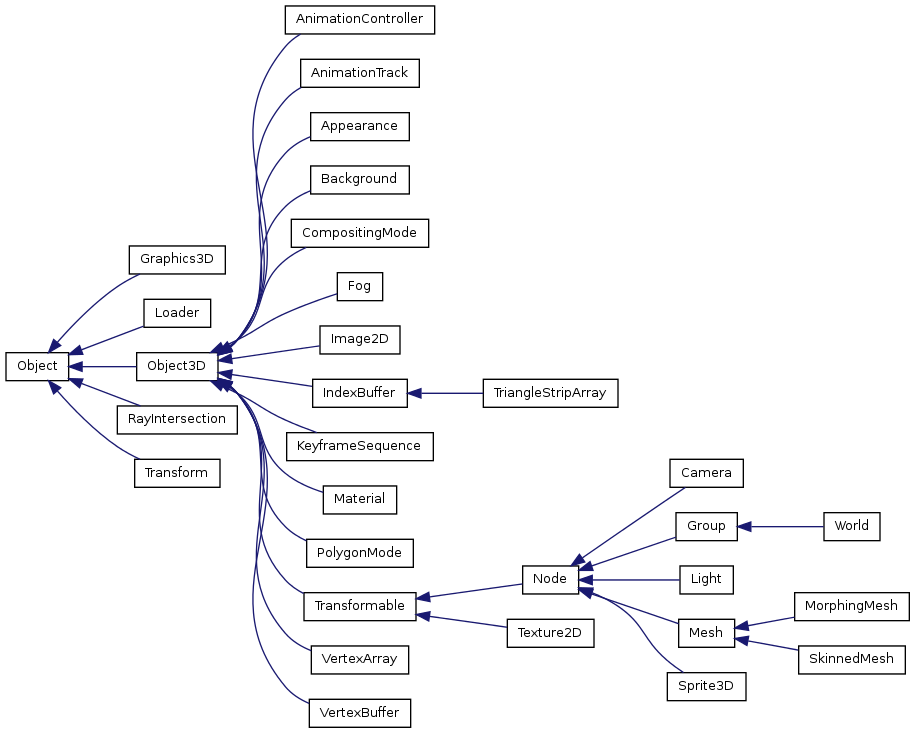 AnimationController
AnimationTrack
Appearance
Background
CompositingMode
Graphics3D
Fog
Loader
Image2D
Object
Object3D
IndexBuffer
TriangleStripArray
RayIntersection
KeyframeSequence
Transform
Camera
Material
Group
World
PolygonMode
Node
Light
Transformable
MorphingMesh
Texture2D
Mesh
VertexArray
SkinnedMesh
Sprite3D
VertexBuffer